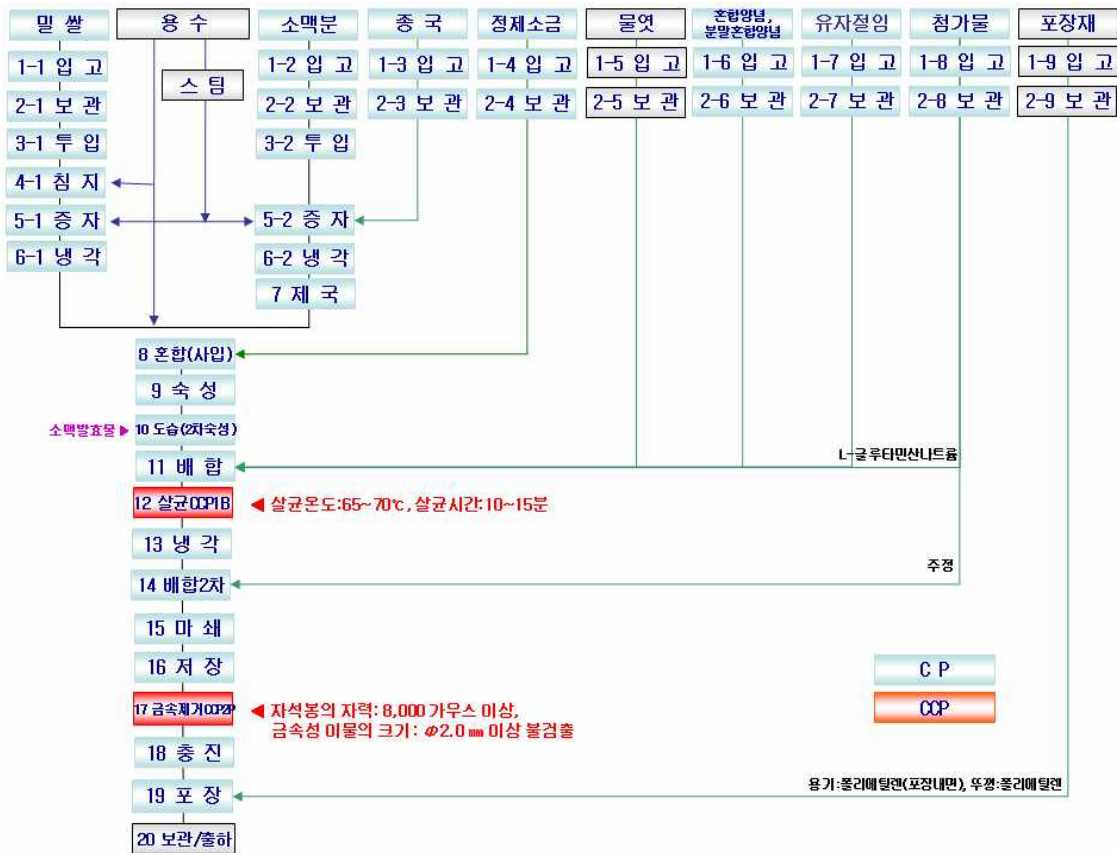 밀 쌀
용 수
소맥분
종 국
정제소금
물엿
혼합양념,
분말혼합양념
유자절임
첨가물
포장재
1-1 입 고
스 팀
1-2 입 고
1-3 입 고
1-4 입 고
1-5 입 고
1-6 입 고
1-7 입 고
1-8 입 고
1-9 입 고
2-1 보 관
2-2 보 관
2-3 보 관
2-4 보 관
2-5 보 관
2-6 보 관
2-7 보 관
2-8 보 관
2-9 보 관
3-1 투 입
3-2 투 입
4-1 침 지
5-1 증 자
5-2 증 자
6-1 냉 각
6-2 냉 각
7 제 국
8 혼합(사입)
9 숙 성
소맥발효물 ▶ 10 도습(2차숙성)
11 배 합
L-글루타민산나트륨
12 살균CCP1B
◀ 살균온도:65~70℃, 살균시간:10~15분
13 냉 각
주정
14 배합2차
15 마 쇄
16 저 장
C P
17 금속제거CCP2P
◀ 자석봉의 자력: 8,000 가우스 이상,
금속성 이물의 크기 : Φ2.0 mm 이상 불검출
CCP
18 충 진
용기:폴리에틸렌(포장내면), 뚜껑:폴리에틸렌
19 포 장
20 보관/출하